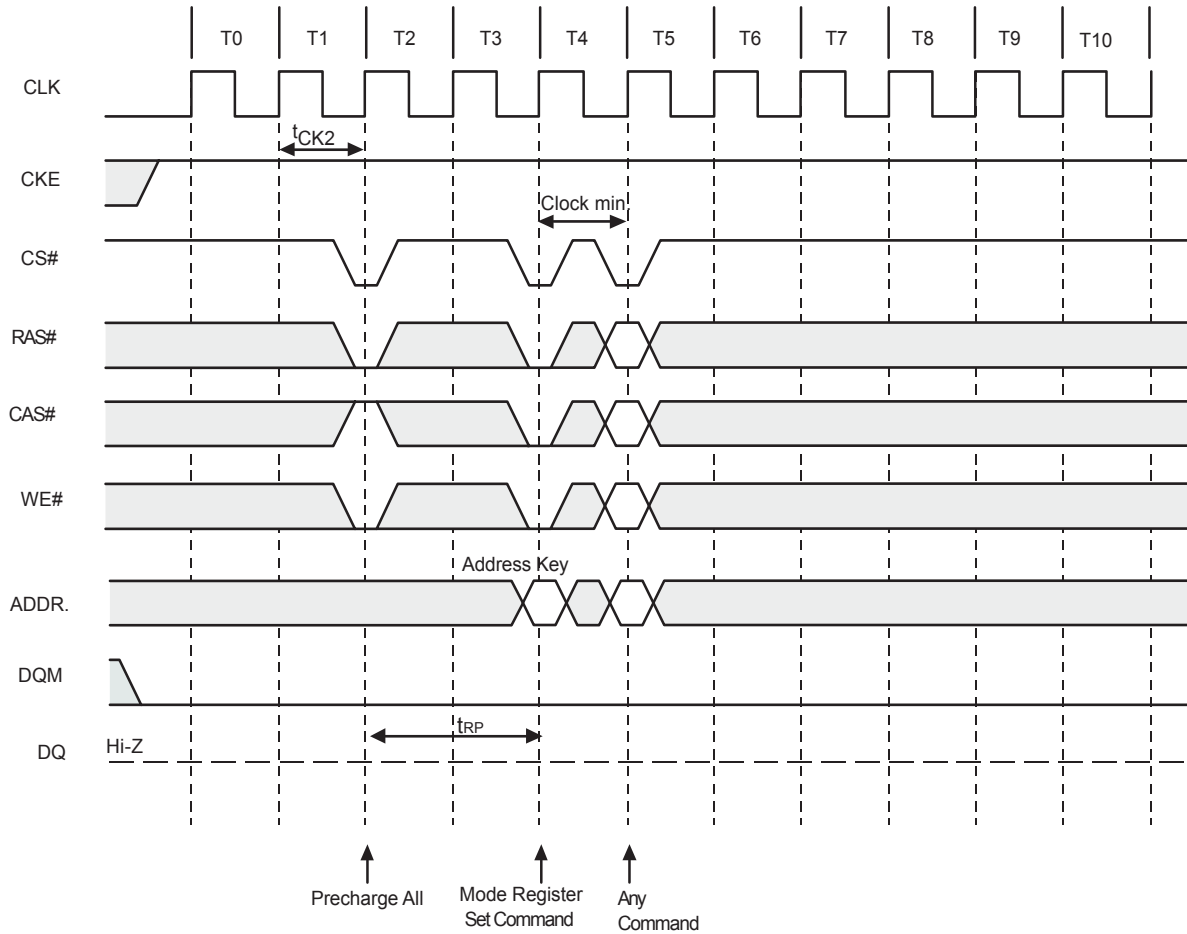 T0 T1 T2 T3 T4 T5 T6 T7 T8 T9 T10
CLK
tCK2
CKE
Clock min.
CS#
RAS#
CAS#
WE#
Address Key
ADDR.
DQM
tRP
DQ Hi-Z
Precharge All
Mode Register
Set Command
Any
Command